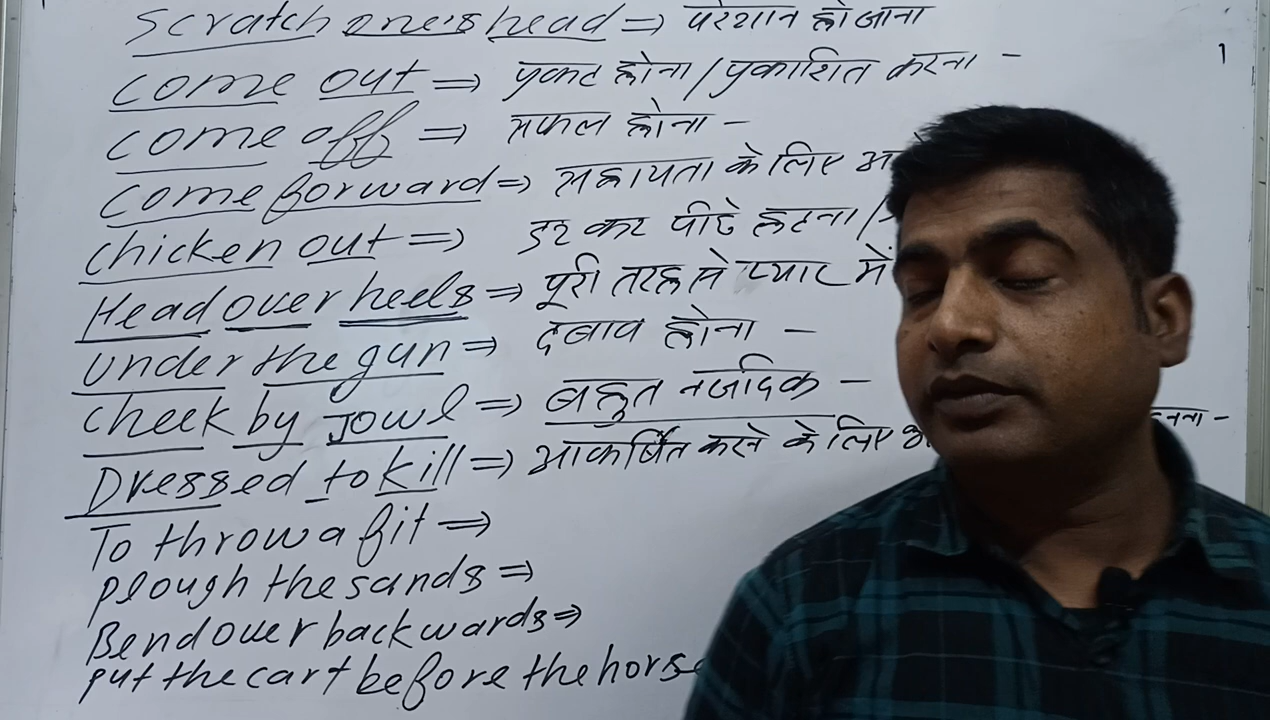 Scratch one's head => परेशान हो जाना
come out => प्रकट होना / प्रकाशित करना -
come off => सफल होना -
come forward => सहायता के लिए
chicken out => डर कर पीछे हटना /
Head over heels => पूरी तरह से प्यार में
under the gun => दबाव होना -
cheek by Jowl => बहुत नजदिक -
Dressed to kill => आकर्षित करने के लिए
To throw a fit =>
plough the sands =>
Bend over backwards =>
put the cart before the horse